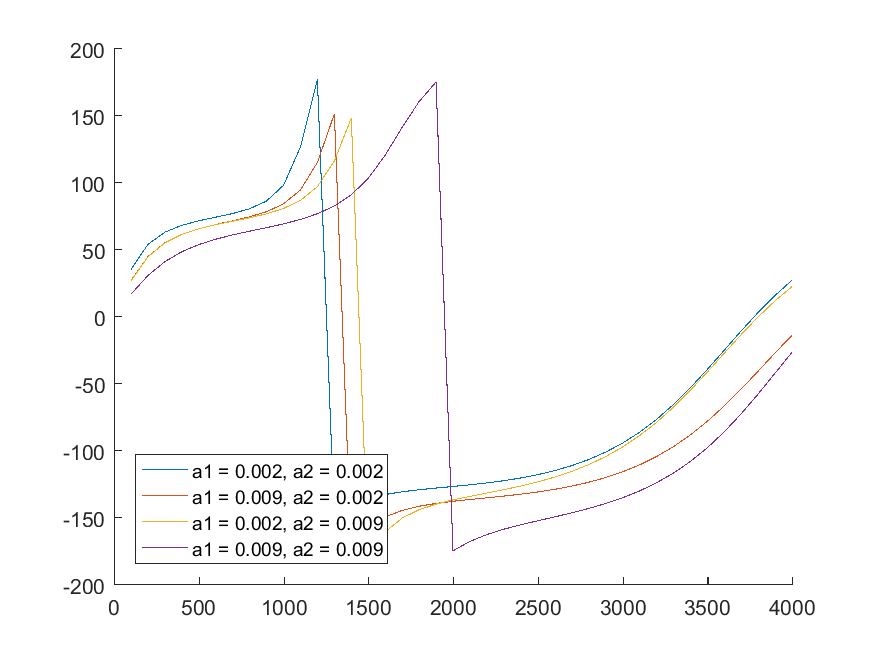 200
150
100
50
0
-50
-100
-150
-200
a1 = 0.002, a2 = 0.002
a1 = 0.009, a2 = 0.002
a1 = 0.002, a2 = 0.009
a1 = 0.009, a2 = 0.009
0 500 1000 1500 2000 2500 3000 3500 4000